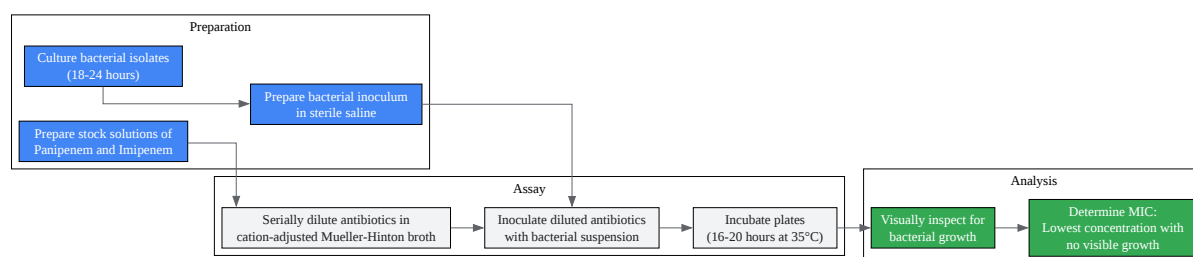 Preparation
Culture bacterial isolates
(18-24 hours)
Prepare bacterial inoculum
in sterile saline
Prepare stock solutions of
Panipenem and Imipenem
Assay
Serially dilute antibiotics in
cation-adjusted Mueller-Hinton broth
Inoculate diluted antibiotics
with bacterial suspension
Incubate plates
(16-20 hours at 35°C)
Analysis
Visually inspect for
bacterial growth
Determine MIC:
Lowest concentration with
no visible growth